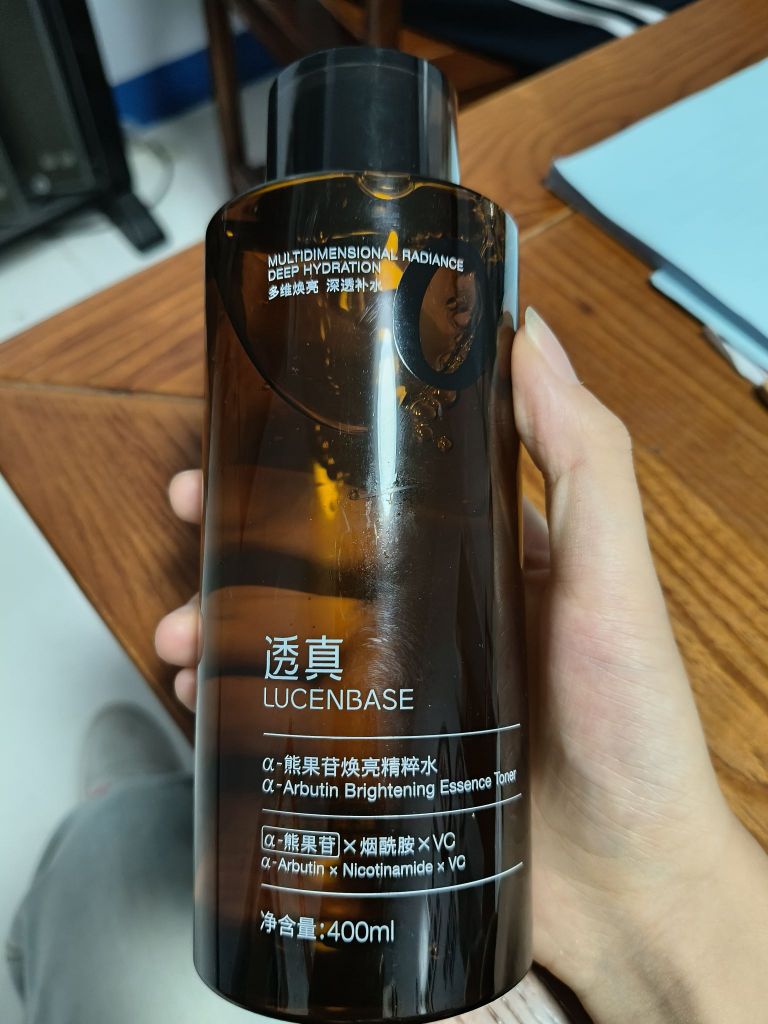 MULTIDIMENSIONAL RADIANCE
DEEP HYDRATION
多维焕亮 深透补水
α
透真
LUCENBASE
α-熊果苷焕亮精粹水
α-Arbutin Brightening Essence Toner
α-熊果苷×烟酰胺×VC
α-Arbutin × Nicotinamide × VC
净含量:400ml